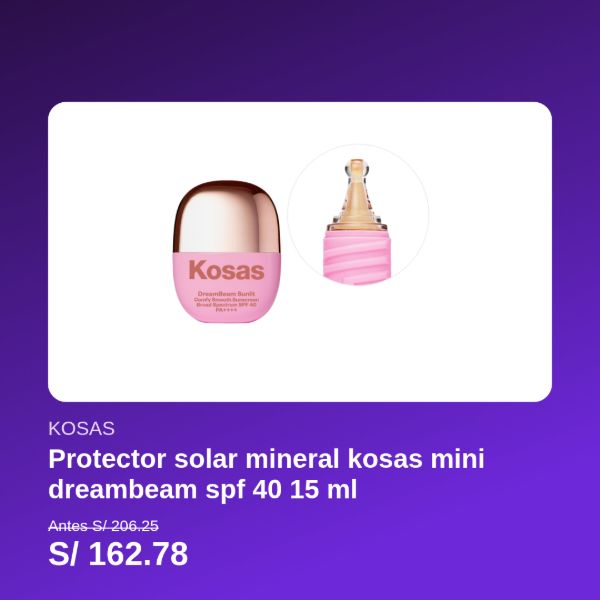 Kosas
DreamBeam Sunlit
Comfy Smooth Sunscreen
Broad Spectrum SPF 40
PA++++
KOSAS
Protector solar mineral kosas mini
dreambeam spf 40 15 ml
Antes S/ 206.25
S/ 162.78